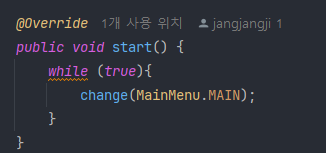 @Override 1개 사용 위치 jangjangji 1
public void start() {
    while (true){
        change(MainMenu.MAIN);
    }
}